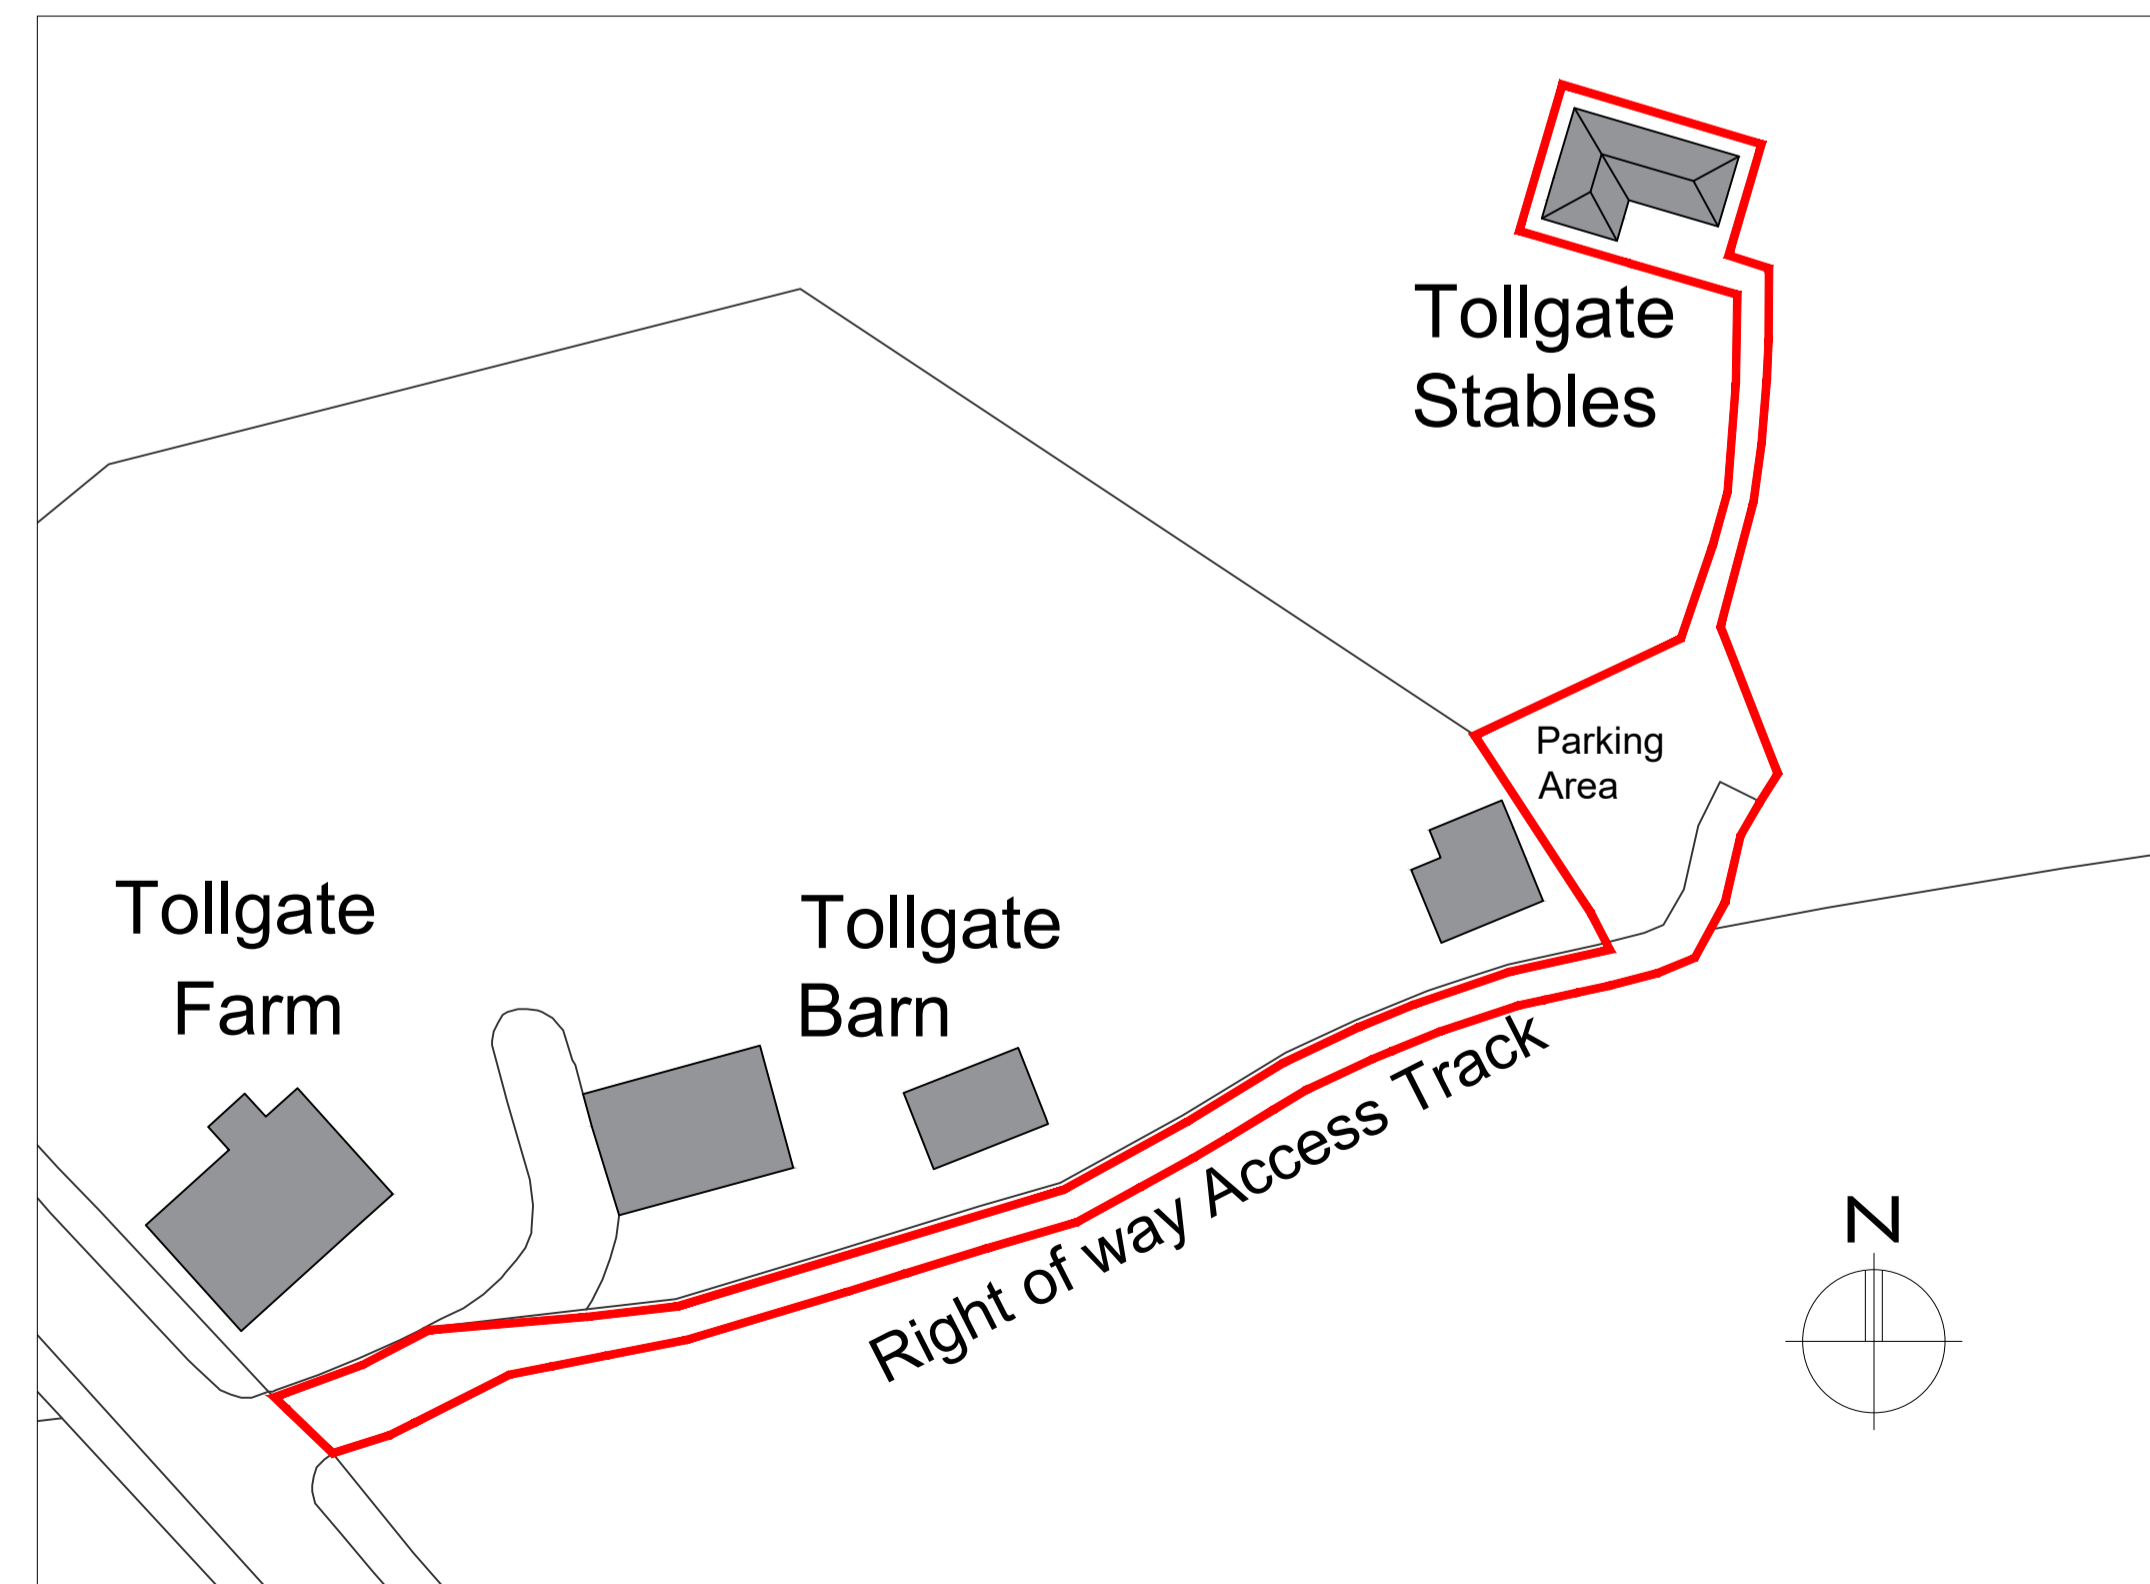 Tollgate
Stables
Parking
Area
Tollgate
Farm
Tollgate
Barn
Right of way Access Track
N